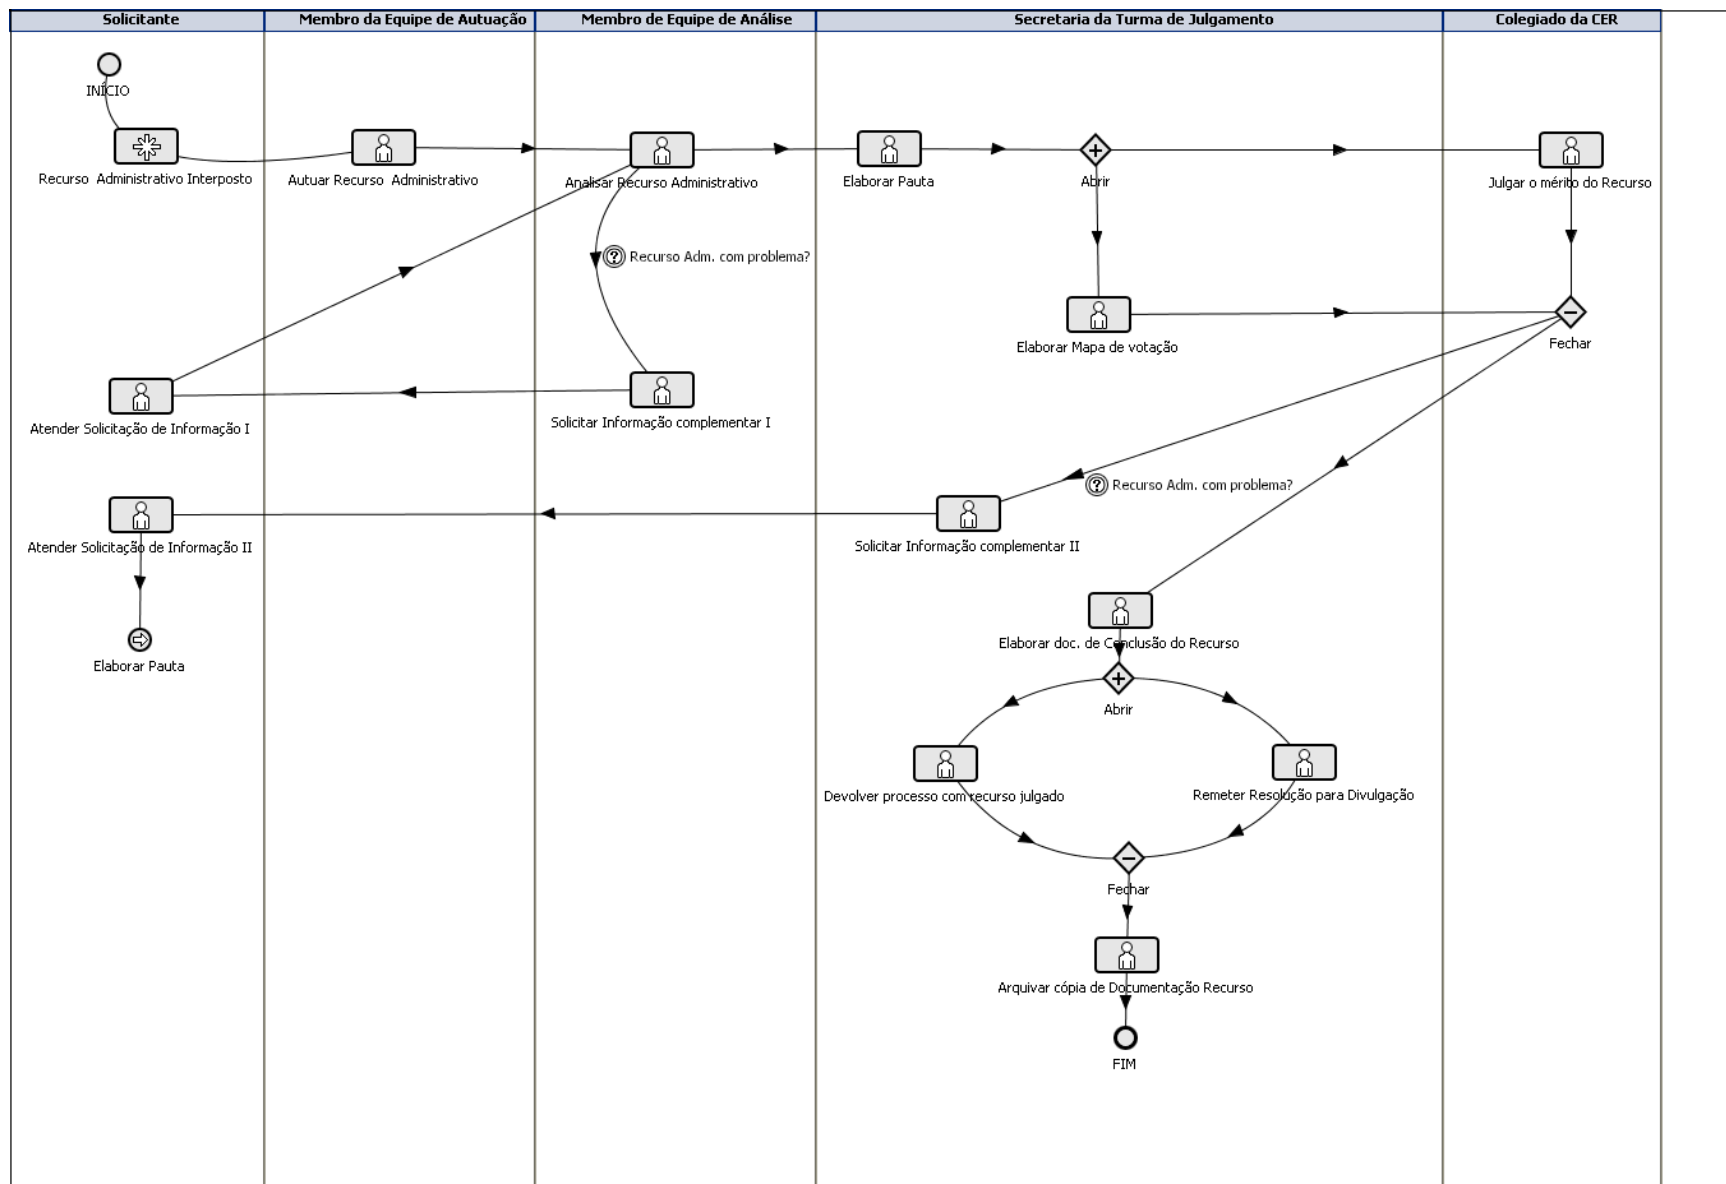 Solicitante
Membro da Equipe de Autuação
Membro de Equipe de Análise
Secretaria da Turma de Julgamento
Colegiado da CER
INÍCIO
Recurso  Administrativo Interposto
Autuar Recurso  Administrativo
Analisar Recurso Administrativo
Elaborar Pauta
Abrir
Julgar o mérito do Recurso
Recurso Adm. com problema?
Elaborar Mapa de votação
Fechar
Atender Solicitação de Informação I
Solicitar Informação complementar I
Recurso Adm. com problema?
Atender Solicitação de Informação II
Solicitar Informação complementar II
Elaborar doc. de Conclusão do Recurso
Elaborar Pauta
Abrir
Devolver processo com recurso julgado
Remeter Resolução para Divulgação
Fechar
Arquivar cópia de Documentação Recurso
FIM